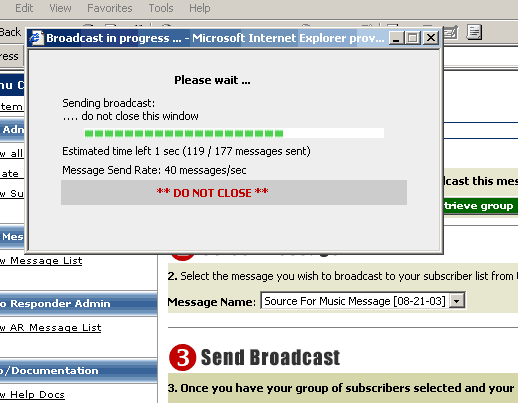 Edit View Favorites Tools Help
Back
Broadcast in progress ... - Microsoft Internet Explorer prov...
Please wait ...
Sending broadcast:
.... do not close this window
Estimated time left 1 sec (119 / 177 messages sent)
Message Send Rate: 40 messages/sec
** DO NOT CLOSE **
ress
nu C
tem
Adn
w all
ate
w Su
dcast this mes
trieve group
Mes
w Message List
2. Select the message you wish to broadcast to your subscriber list from t
Message Name: Source For Music Message [08-21-03]
o Responder Admin
w AR Message List
3 Send Broadcast
o/Documentation
3. Once you have your group of subscribers selected and your
w Help Docs